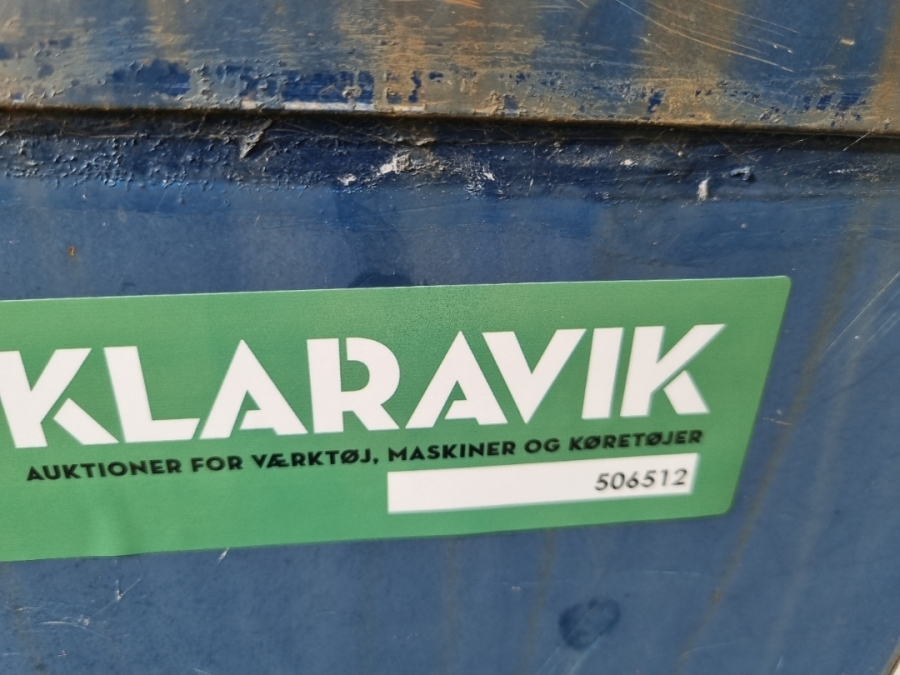 KLARAVIK
AUKTIONER FOR VÆRKTØJ, MASKINER OG KØRETØJER
506512